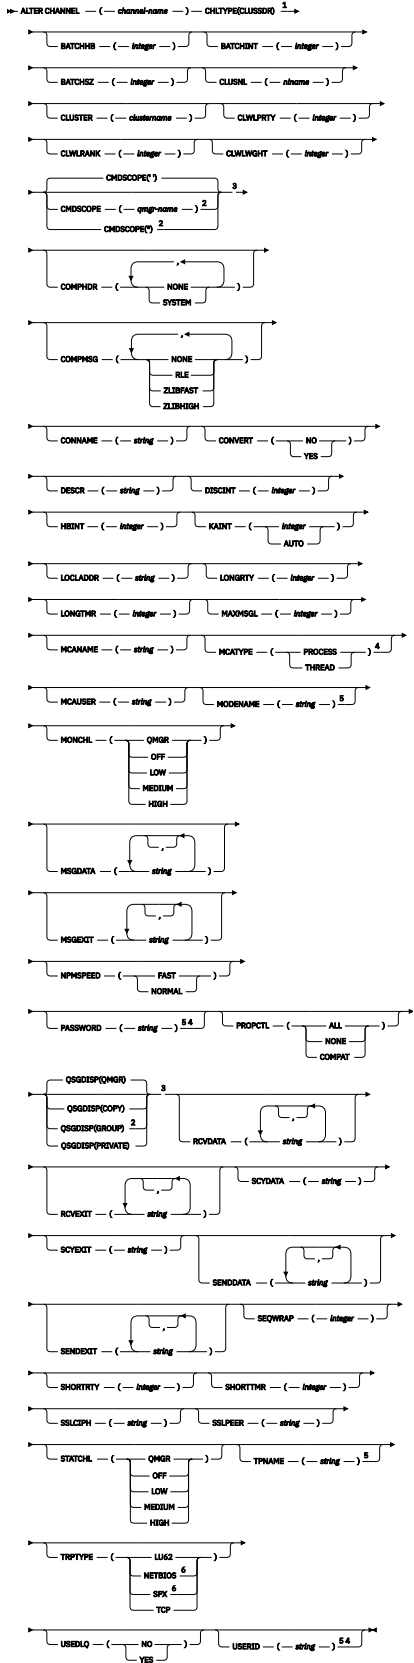 ALTER CHANNEL ( channel-name ) CHLTYPE(CLUSSDR) 1
BATCHHB ( integer ) BATCHINT ( integer )
BATCHSZ ( integer ) CLUSNL ( nlname )
CLUSTER ( clustername ) CLWLPRTY ( integer )
CLWLRANK ( integer ) CLWLWGHT ( integer )
CMDSCOPE(' ')
3
CMDSCOPE ( qmgr-name ) 2
CMDSCOPE(*) 2
,
COMPHDR ( NONE )
SYSTEM
,
COMPMSG ( NONE )
RLE
ZLIBFAST
ZLIBHIGH
CONNAME ( string ) CONVERT ( NO )
YES
DESCR ( string ) DISCINT ( integer )
HBINT ( integer ) KAINT ( integer )
AUTO
LOCLADDR ( string ) LONGRTY ( integer )
LONGTMR ( integer ) MAXMSGL ( integer )
MCANAME ( string ) MCATYPE ( PROCESS ) 4
THREAD
MCAUSER ( string ) MODENAME ( string ) 5
MONCHL ( QMGR )
OFF
LOW
MEDIUM
HIGH
,
MSGDATA ( string )
,
MSGEXIT ( string )
NPMSPEED ( FAST )
NORMAL
PASSWORD ( string ) 5 4 PROPCTL ( ALL )
NONE
COMPAT
QSGDISP(QMGR)
3
QSGDISP(COPY)
,
QSGDISP(GROUP) 2
QSGDISP(PRIVATE) RCVDATA ( string )
,
RCVEXIT ( string ) SCYDATA ( string )
SCYEXIT ( string )
,
SENDDATA ( string )
,
SENDEXIT ( string ) SEQWRAP ( integer )
SHORTRTY ( integer ) SHORTTMR ( integer )
SSLCIPH ( string ) SSLPEER ( string )
STATCHL ( QMGR ) TPNAME ( string ) 5
OFF
LOW
MEDIUM
HIGH
TRPTYPE ( LU62 )
NETBIOS 6
SPX 6
TCP
USEDLQ ( NO ) USERID ( string ) 5 4
YES